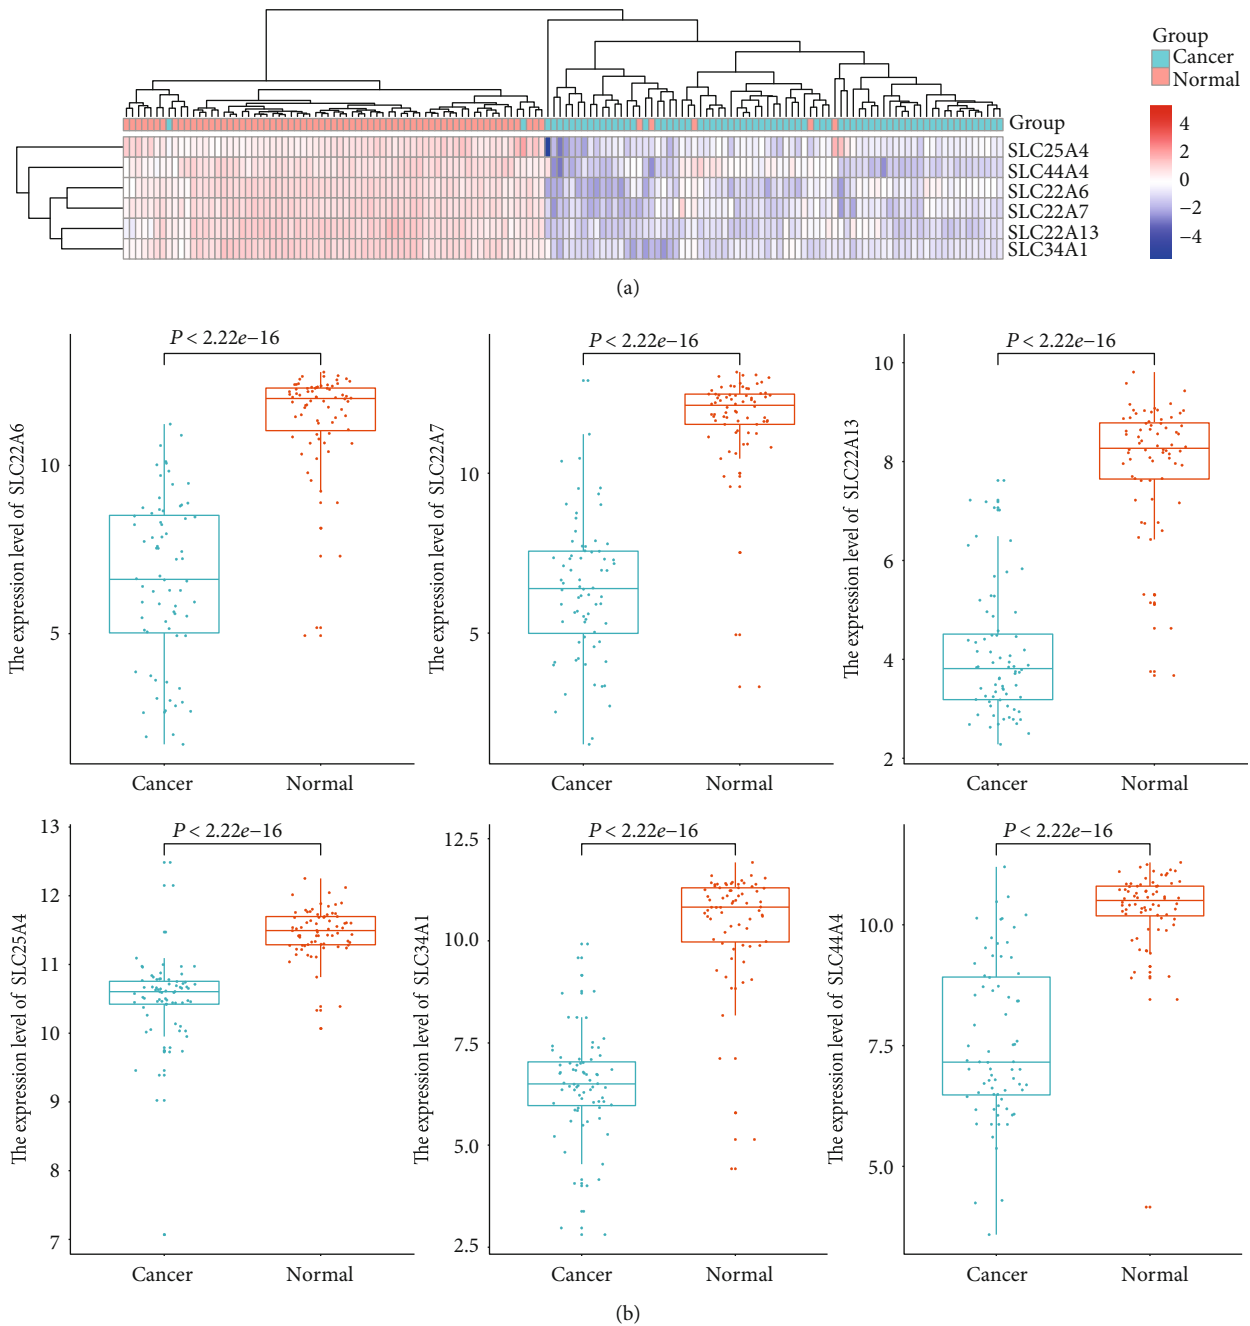 Group
Cancer
Normal
Group
4
2
0
−2
−4
SLC25A4
SLC44A4
SLC22A6
SLC22A7
SLC22A13
SLC34A1
(a)
P < 2.22e−16
The expression level of SLC22A6
10
5
Cancer
Normal
P < 2.22e−16
The expression level of SLC22A7
10
5
Cancer
Normal
P < 2.22e−16
The expression level of SLC22A13
10
8
6
4
2
Cancer
Normal
P < 2.22e−16
The expression level of SLC25A4
13
12
11
10
9
8
7
Cancer
Normal
P < 2.22e−16
The expression level of SLC34A1
12.5
10.0
7.5
5.0
2.5
Cancer
Normal
P < 2.22e−16
The expression level of SLC44A4
10.0
7.5
5.0
Cancer
Normal
(b)